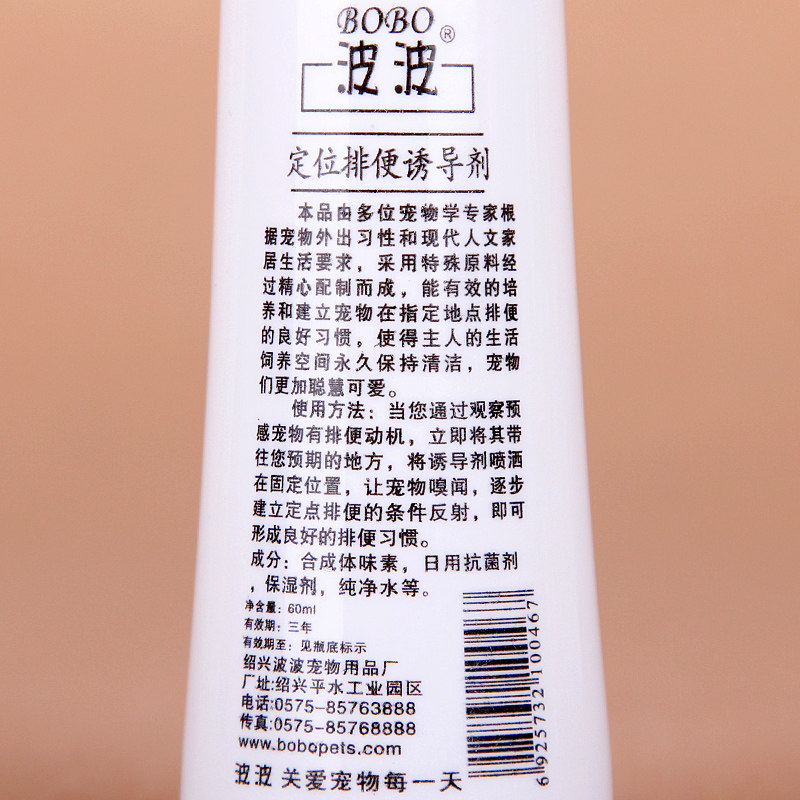 BOBO®
波波
定位排便诱导剂
本品由多位宠物学专家根
据宠物外出习性和现代人文家
居生活要求，采用特殊原料经
过精心配制而成，能有效的培
养和建立宠物在指定地点排便
的良好习惯。使得主人的生活
饲养空间永久保持清洁，宠物
们更加聪慧可爱。
使用方法：当您通过观察预
感宠物有排便动机，立即将其带
往您预期的地方，将诱导剂喷洒
在固定位置，让宠物嗅闻，逐步
建立定点排便的条件反射，即可
形成良好的排便习惯。
成分：合成体味素，日用抗菌剂
，保湿剂，纯净水等。
净含量：60ml
有效期：三年
有效期至：见瓶底标示
绍兴波波宠物用品厂
厂址:绍兴平水工业园区
电话:0575-85763888
传真:0575-85768888
www.bobopets.com
波波 关爱宠物每一天
6925732100467